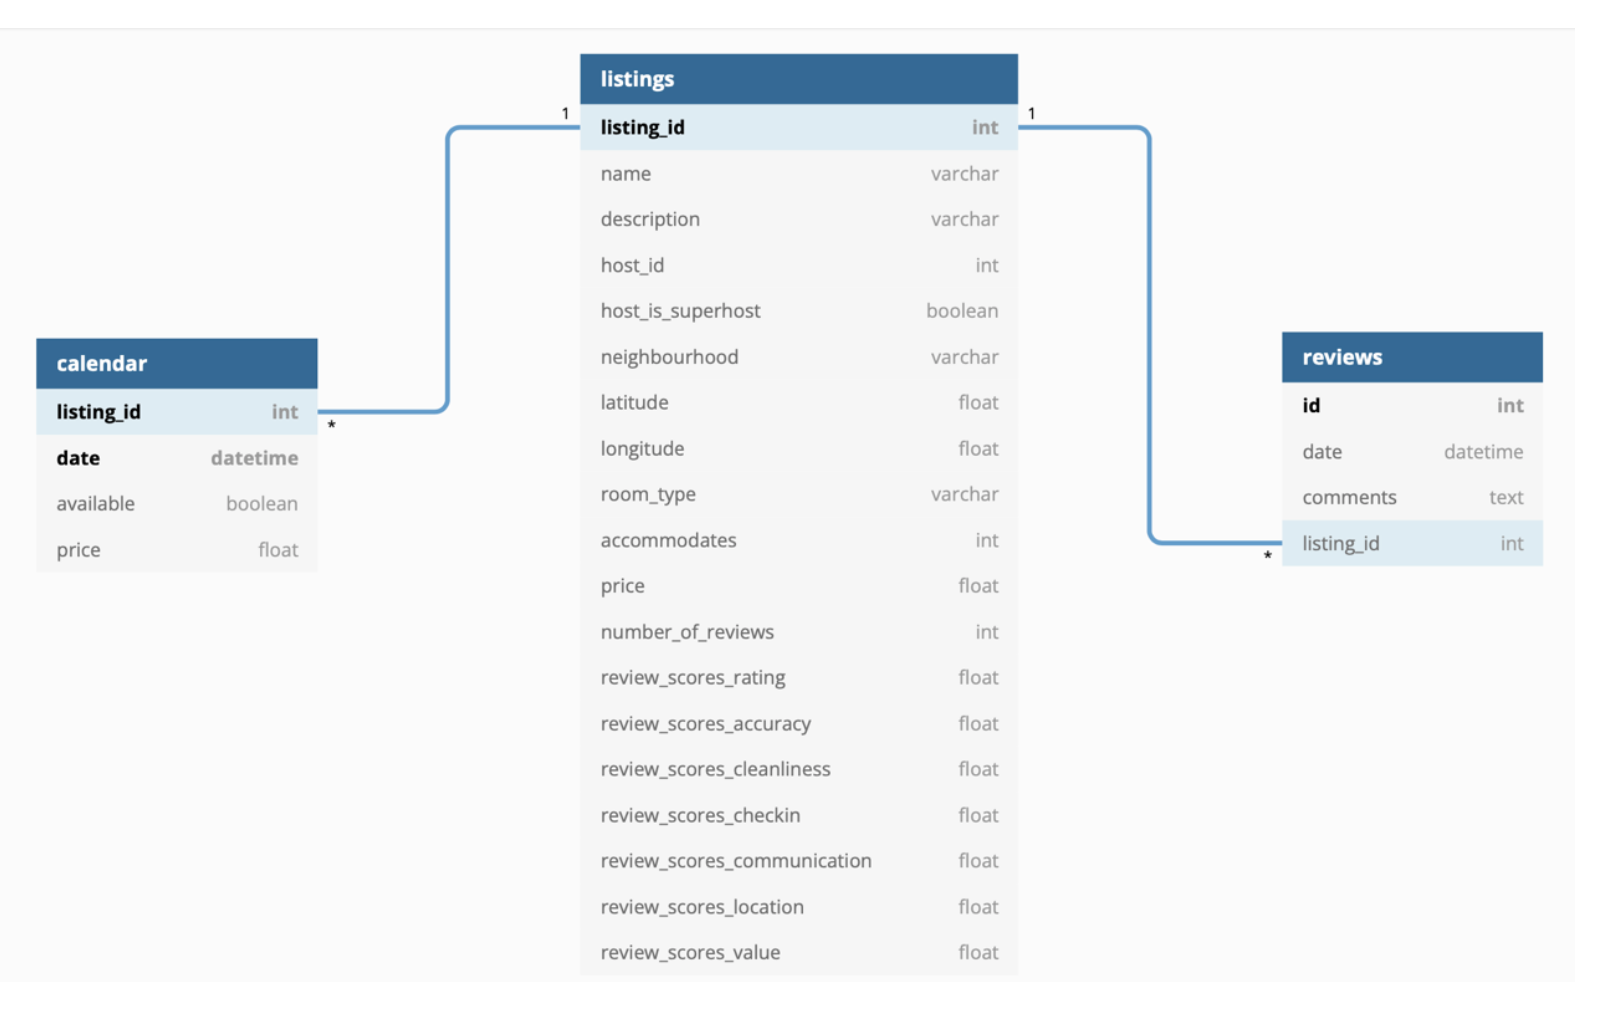 listings
1
listing_id int
1
name varchar
description varchar
host_id int
host_is_superhost boolean
neighbourhood varchar
latitude float
longitude float
room_type varchar
accommodates int
price float
number_of_reviews int
review_scores_rating float
review_scores_accuracy float
review_scores_cleanliness float
review_scores_checkin float
review_scores_communication float
review_scores_location float
review_scores_value float
calendar
listing_id int
*
date datetime
available boolean
price float
reviews
id int
date datetime
comments text
listing_id int
*